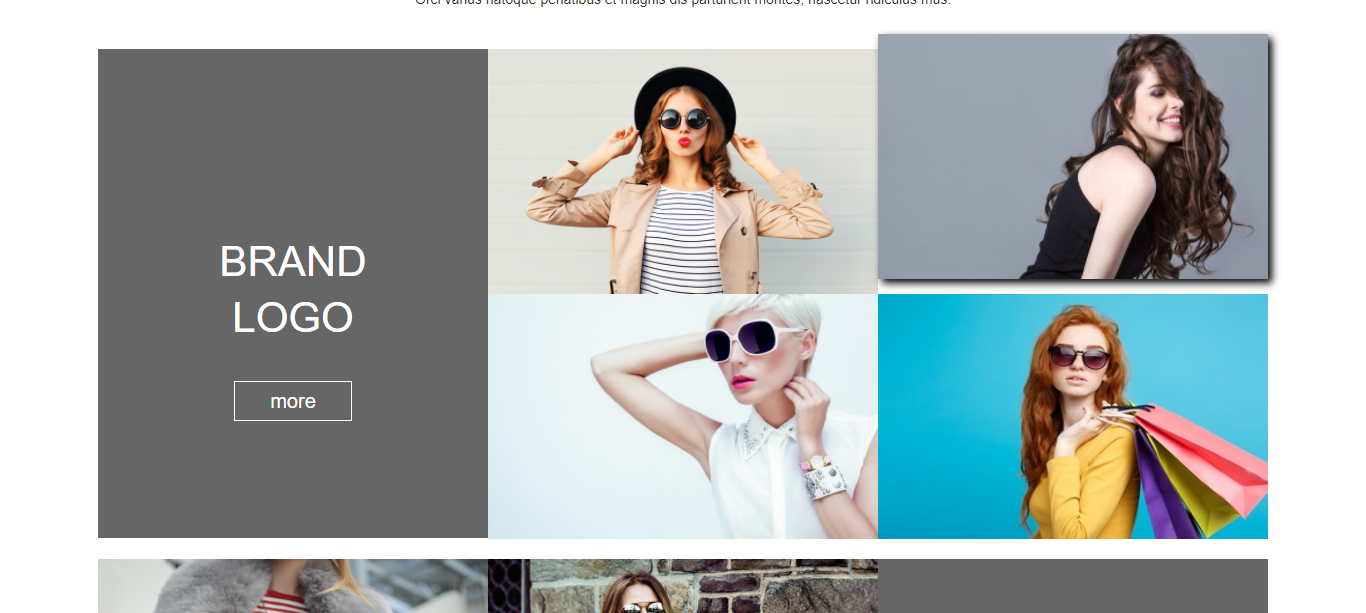 Orci varius natoque penatibus et magnis dis parturient montes, nascetur ridiculus mus.
BRAND
LOGO
more